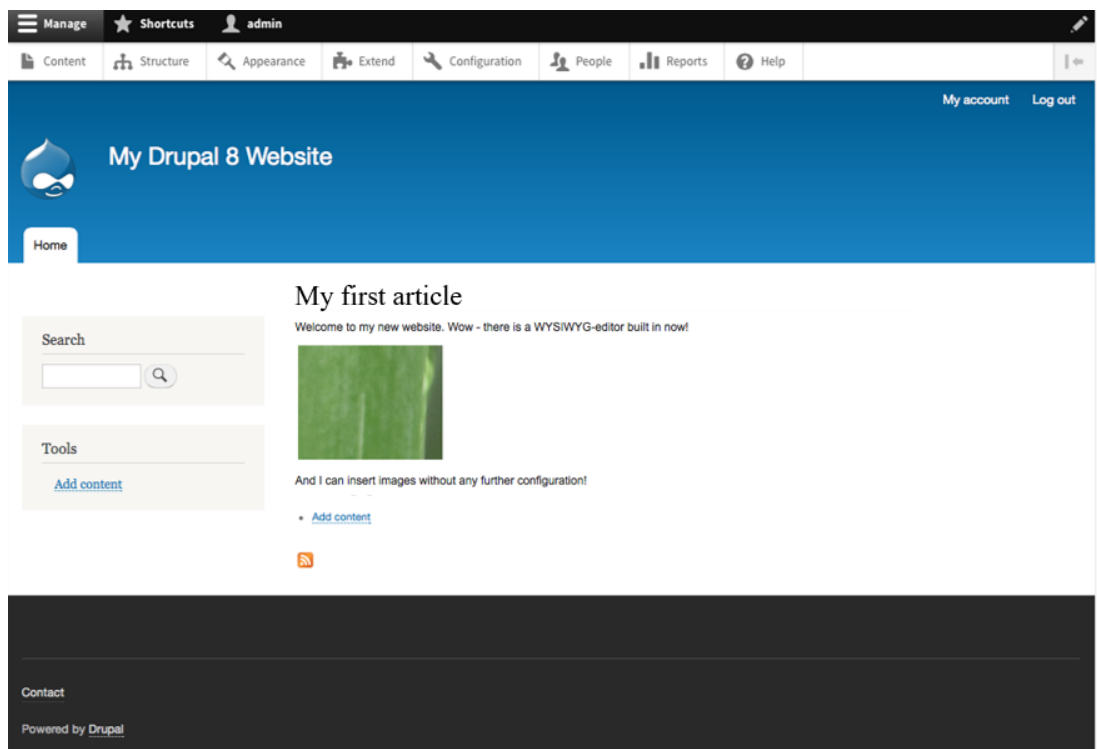 Manage Shortcuts admin
Content Structure Appearance Extend Configuration People Reports Help
My account Log out
My Drupal 8 Website
Home
My first article
Welcome to my new website. Wow - there is a WYSIWYG-editor built in now!
Search
Tools
Add content
And I can insert images without any further configuration!
Add content
Contact
Powered by Drupal